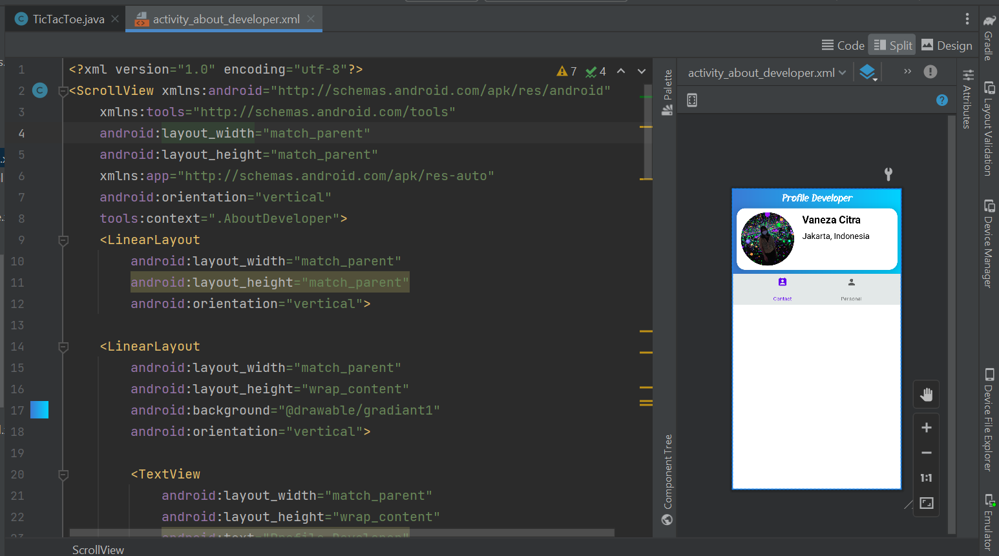 TicTacToe.java
activity_about_developer.xml
Code
Split
Design
1 <?xml version="1.0" encoding="utf-8"?>
7 4
2 <ScrollView xmlns:android="http://schemas.android.com/apk/res/android"
3 xmlns:tools="http://schemas.android.com/tools"
4 android:layout_width="match_parent"
5 android:layout_height="match_parent"
6 xmlns:app="http://schemas.android.com/apk/res-auto"
7 android:orientation="vertical"
8 tools:context=".AboutDeveloper">
9 <LinearLayout
10 android:layout_width="match_parent"
11 android:layout_height="match_parent"
12 android:orientation="vertical">
13
14 <LinearLayout
15 android:layout_width="match_parent"
16 android:layout_height="wrap_content"
17 android:background="@drawable/gradiant1"
18 android:orientation="vertical">
19
20 <TextView
21 android:layout_width="match_parent"
22 android:layout_height="wrap_content"
23 android:text="Profile Developer"
ScrollView
Palette
Component Tree
activity_about_developer.xml
Profile Developer
Vaneza Citra
Jakarta, Indonesia
Contact
Personal
1:1
Attributes
Gradle
Layout Validation
Device Manager
Device File Explorer
Emulator